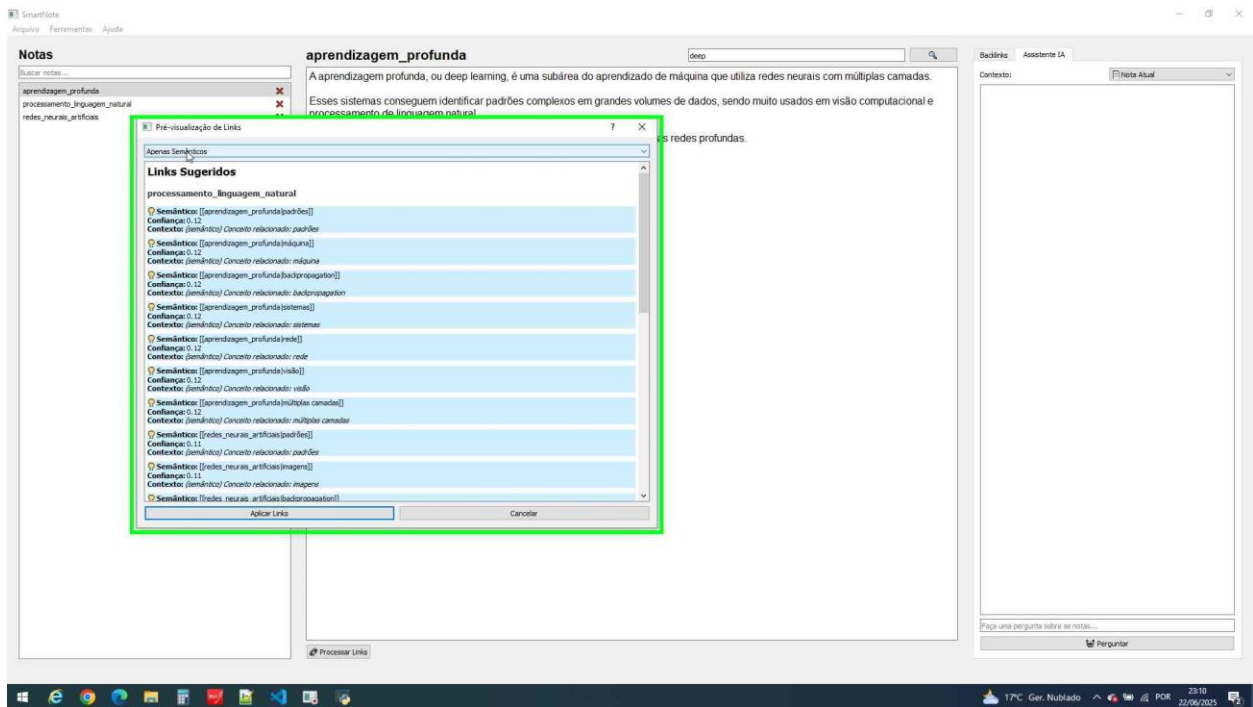 SmartNote
Arquivo Ferramentas Ajuda
Notas
Buscar notas...
aprendizagem_profunda
processamento_linguagem_natural
redes_neurais_artificiais
aprendizagem_profunda
deep
A aprendizagem profunda, ou deep learning, é uma subárea do aprendizado de máquina que utiliza redes neurais com múltiplas camadas.
Esses sistemas conseguem identificar padrões complexos em grandes volumes de dados, sendo muito usados em visão computacional e
processamento de linguagem natural.
s redes profundas.
Pré-visualização de Links
Apenas Semânticos
Links Sugeridos
processamento_linguagem_natural
Semântico: [[aprendizagem_profunda|padrões]]
Confiança: 0.12
Contexto: (semântico) Conceito relacionado: padrões
Semântico: [[aprendizagem_profunda|máquina]]
Confiança: 0.12
Contexto: (semântico) Conceito relacionado: máquina
Semântico: [[aprendizagem_profunda|backpropagation]]
Confiança: 0.12
Contexto: (semântico) Conceito relacionado: backpropagation
Semântico: [[aprendizagem_profunda|sistemas]]
Confiança: 0.12
Contexto: (semântico) Conceito relacionado: sistemas
Semântico: [[aprendizagem_profunda|rede]]
Confiança: 0.12
Contexto: (semântico) Conceito relacionado: rede
Semântico: [[aprendizagem_profunda|visão]]
Confiança: 0.12
Contexto: (semântico) Conceito relacionado: visão
Semântico: [[aprendizagem_profunda|múltiplas camadas]]
Confiança: 0.12
Contexto: (semântico) Conceito relacionado: múltiplas camadas
Semântico: [[redes_neurais_artificiais|padrões]]
Confiança: 0.11
Contexto: (semântico) Conceito relacionado: padrões
Semântico: [[redes_neurais_artificiais|imagens]]
Confiança: 0.11
Contexto: (semântico) Conceito relacionado: imagens
Semântico: [[redes_neurais_artificiais|backpropagation]]
Aplicar Links
Cancelar
Processar Links
Backlinks Assistente IA
Contexto: Nota Atual
Faça uma pergunta sobre as notas...
Perguntar
17°C Ger. Nublado
POR
23:10
22/06/2025